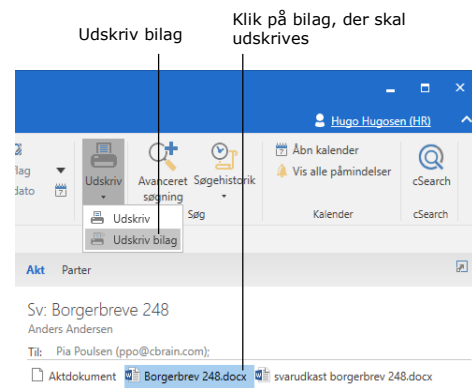 Udskriv bilag
Klik på bilag, der skal
udskrives
Hugo Hugosen (HR)
lag
dato
Udskriv
Avanceret
søgning
Søgehistorik
Åbn kalender
Vis alle påmindelser
cSearch
Udskriv
Søg
Kalender
cSearch
Udskriv bilag
Akt Parter
Sv: Borgerbreve 248
Anders Andersen
Til: Pia Poulsen (ppo@cbrain.com);
Aktdokument Borgerbrev 248.docx svarudkast borgerbrev 248.docx